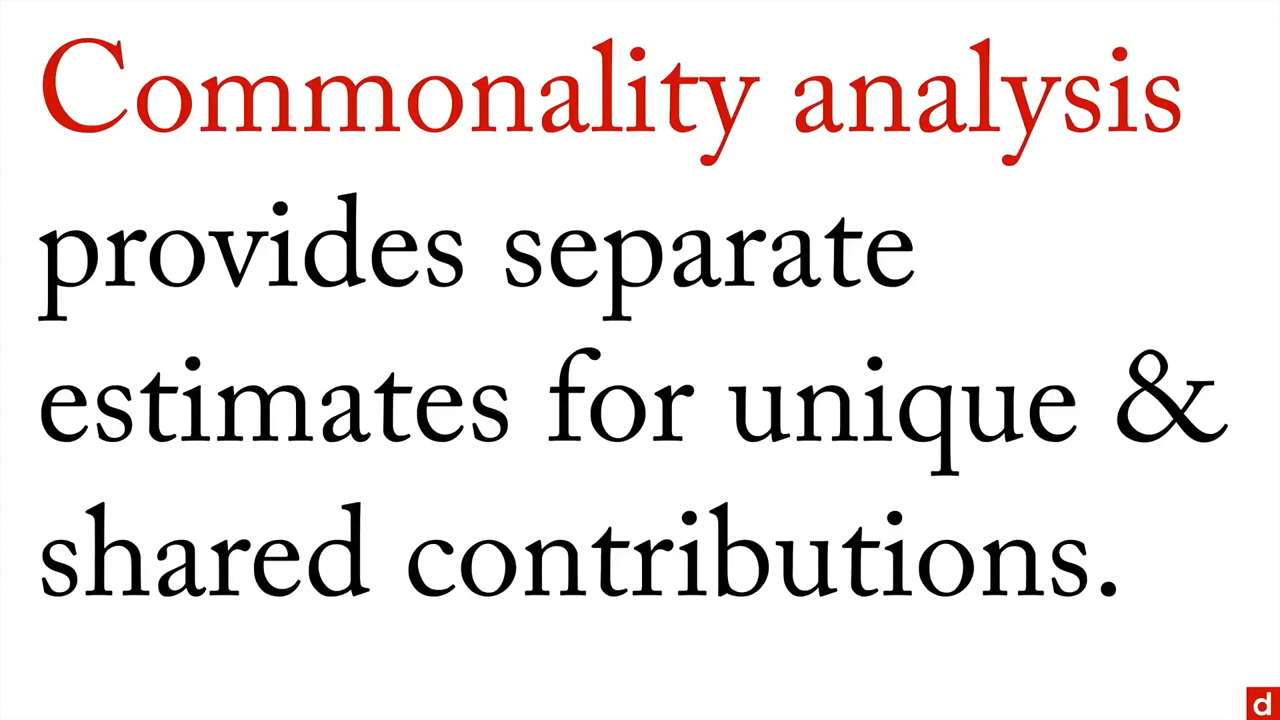 Commonality analysis
provides separate
estimates for unique &
shared contributions.
d